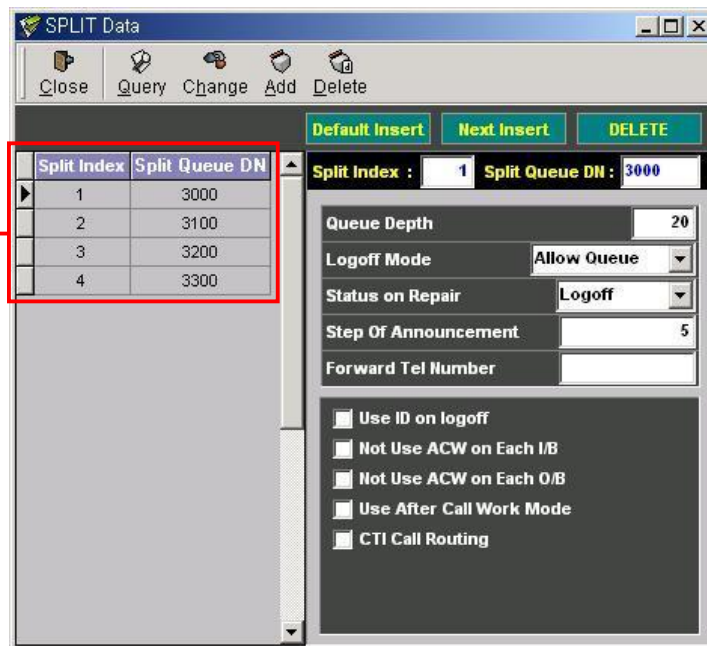 SPLIT Data
Close Query Change Add Delete
Default Insert Next Insert DELETE
Split Index Split Queue DN
1 3000
2 3100
3 3200
4 3300
Split Index : 1 Split Queue DN : 3000
Queue Depth 20
Logoff Mode Allow Queue
Status on Repair Logoff
Step Of Announcement 5
Forward Tel Number
Use ID on logoff
Not Use ACW on Each I/B
Not Use ACW on Each O/B
Use After Call Work Mode
CTI Call Routing